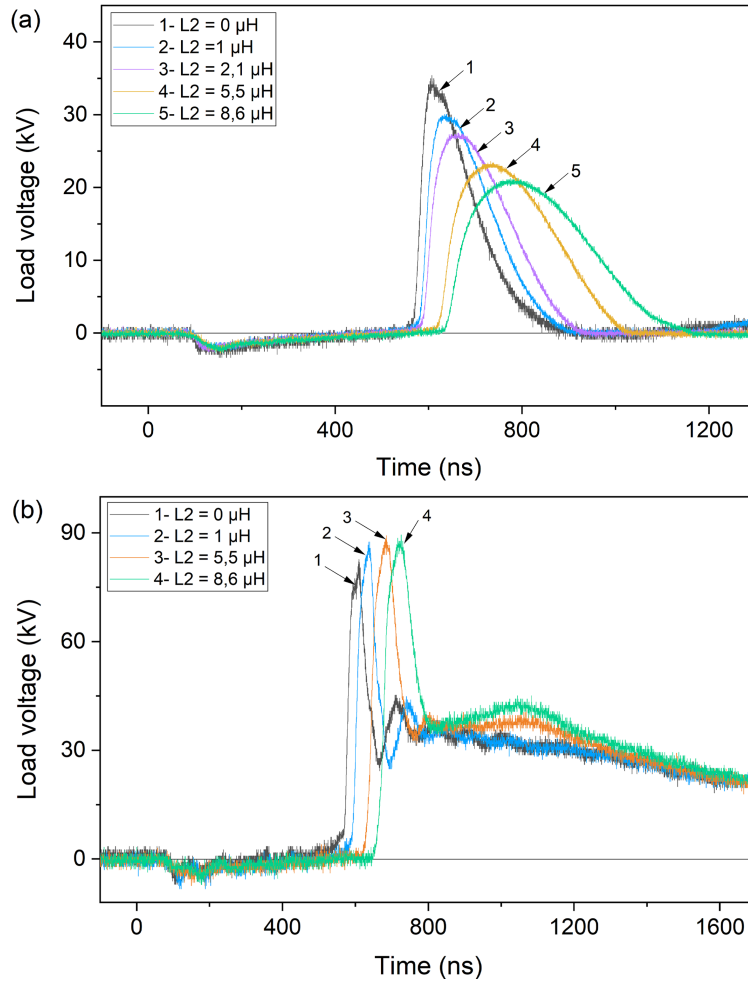 (a)
1- L2 = 0 µH
2- L2 =1 µH
3- L2 = 2,1 µH
4- L2 = 5,5 µH
5- L2 = 8,6 µH
40
30
20
10
0
Load voltage (kV)
1
2
3
4
5
0 400 800 1200
Time (ns)
(b)
1- L2 = 0 µH
2- L2 = 1 µH
3- L2 = 5,5 µH
4- L2 = 8,6 µH
90
60
30
0
Load voltage (kV)
1
2
3
4
0 400 800 1200 1600
Time (ns)